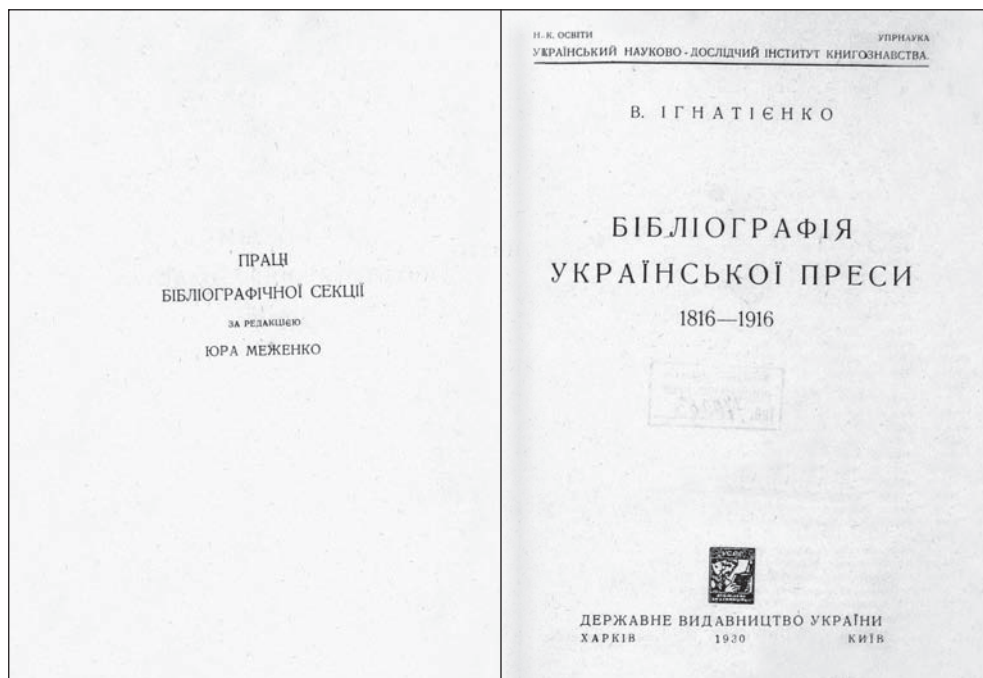 ПРАЦІ
БІБЛІОГРАФІЧНОЇ СЕКЦІЇ
ЗА РЕДАКЦІЄЮ
ЮРА МЕЖЕНКО
Н. К. ОСВІТИ УПРНАУКА
УКРАЇНСЬКИЙ НАУКОВО-ДОСЛІДЧИЙ ІНСТИТУТ КНИГОЗНАВСТВА.
В. ІГНАТІЄНКО
БІБЛІОГРАФІЯ
УКРАЇНСЬКОЇ ПРЕСИ
1816—1916
ДЕРЖАВНЕ ВИДАВНИЦТВО УКРАЇНИ
ХАРКІВ 1930 КИЇВ